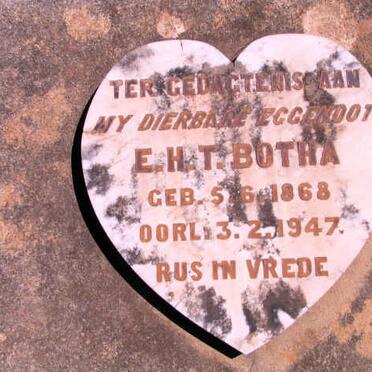 TER GEDAGTENIS AAN
MY DIERBARE EGGENOOT
E.H.T. BOTHA
GEB. 5.6.1868
OORL. 3.2.1947.
RUS IN VREDE